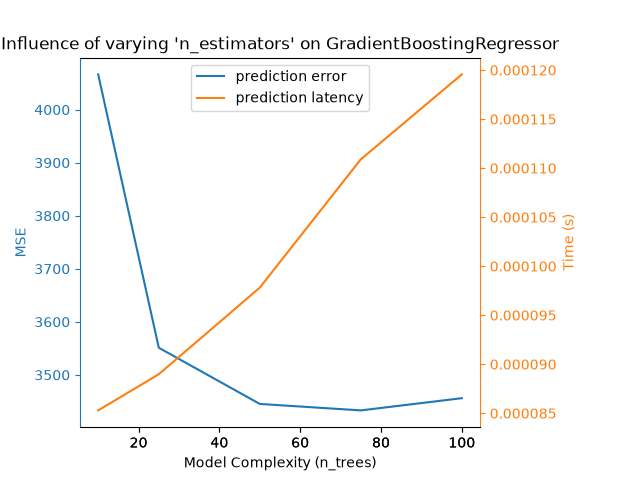 Influence of varying 'n_estimators' on GradientBoostingRegressor
prediction error
prediction latency
4000
3900
3800
3700
3600
3500
MSE
0.000120
0.000115
0.000110
0.000105
0.000100
0.000095
0.000090
0.000085
Time (s)
20 40 60 80 100
Model Complexity (n_trees)